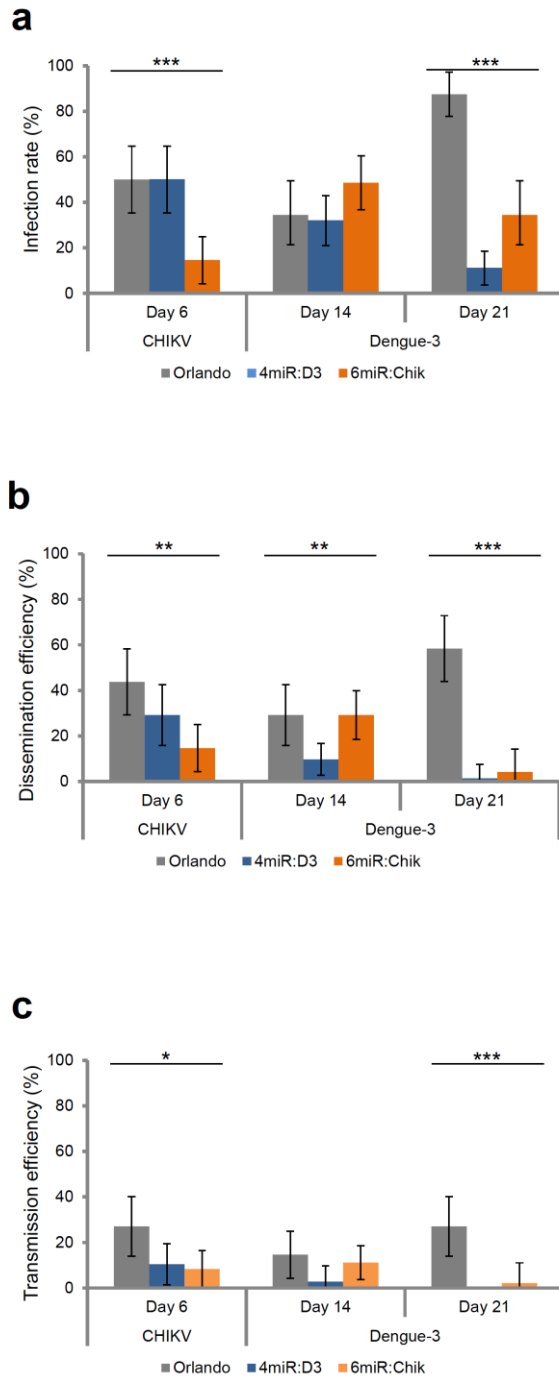 a
*** ***
100
80
60
40
20
0
Infection rate (%)
Day 6 Day 14 Day 21
CHIKV Dengue-3
Orlando 4miR:D3 6miR:Chik
b
** ** ***
100
80
60
40
20
0
Dissemination efficiency (%)
Day 6 Day 14 Day 21
CHIKV Dengue-3
Orlando 4miR:D3 6miR:Chik
c
* ***
100
80
60
40
20
0
Transmission efficiency (%)
Day 6 Day 14 Day 21
CHIKV Dengue-3
Orlando 4miR:D3 6miR:Chik